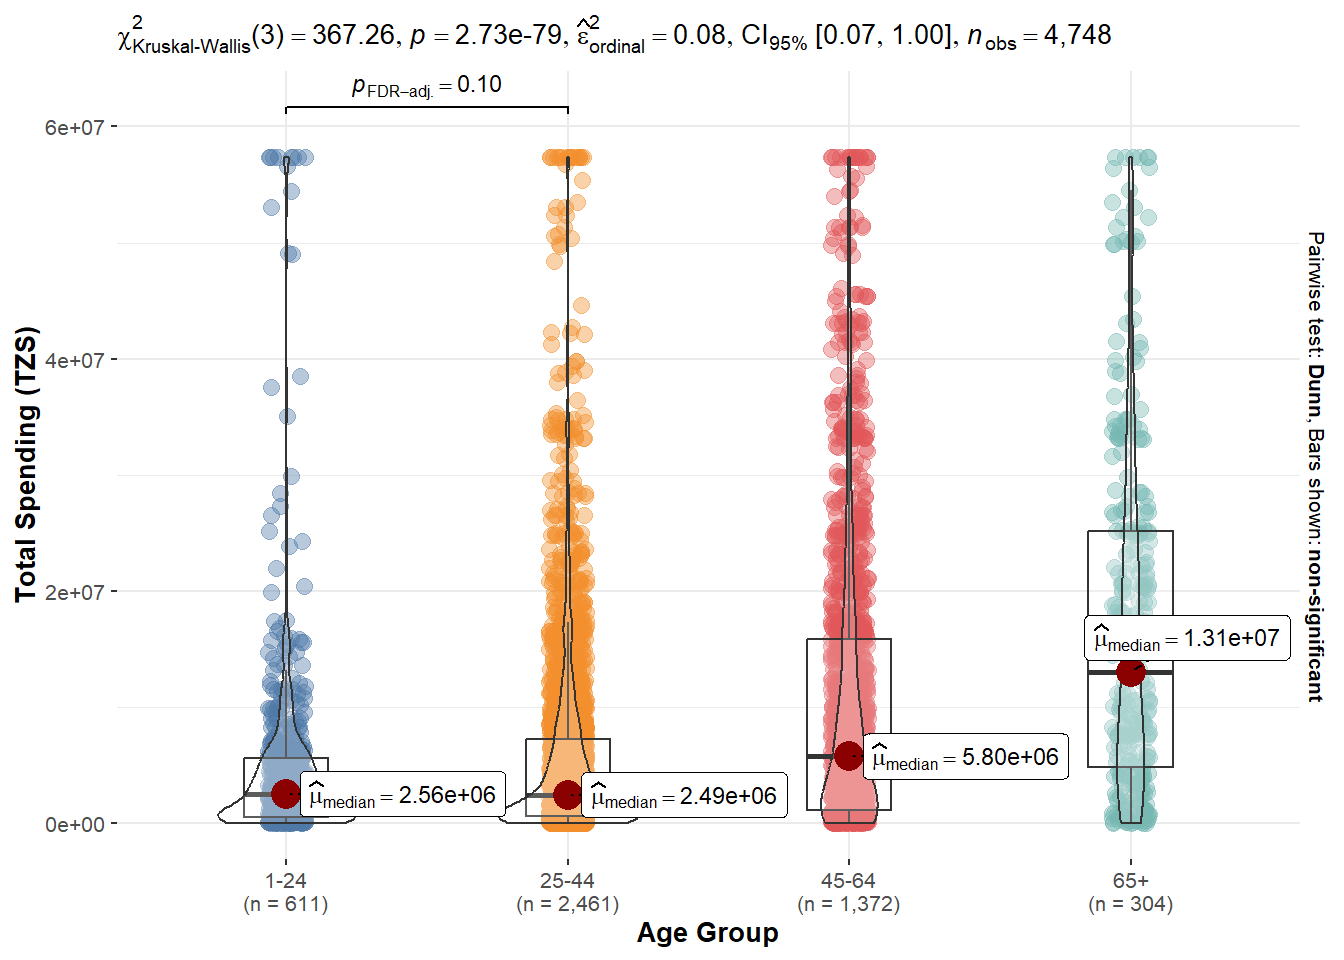 χ²Kruskal-Wallis(3) = 367.26, p = 2.73e-79, ε̂²ordinal = 0.08, CI95% [0.07, 1.00], nobs = 4,748
pFDR−adj. = 0.10
6e+07
4e+07
2e+07
0e+00
Total Spending (TZS)
μ̂median = 2.56e+06
μ̂median = 2.49e+06
μ̂median = 5.80e+06
μ̂median = 1.31e+07
Pairwise test: Dunn, Bars shown: non-significant
1-24
(n = 611)
25-44
(n = 2,461)
45-64
(n = 1,372)
65+
(n = 304)
Age Group